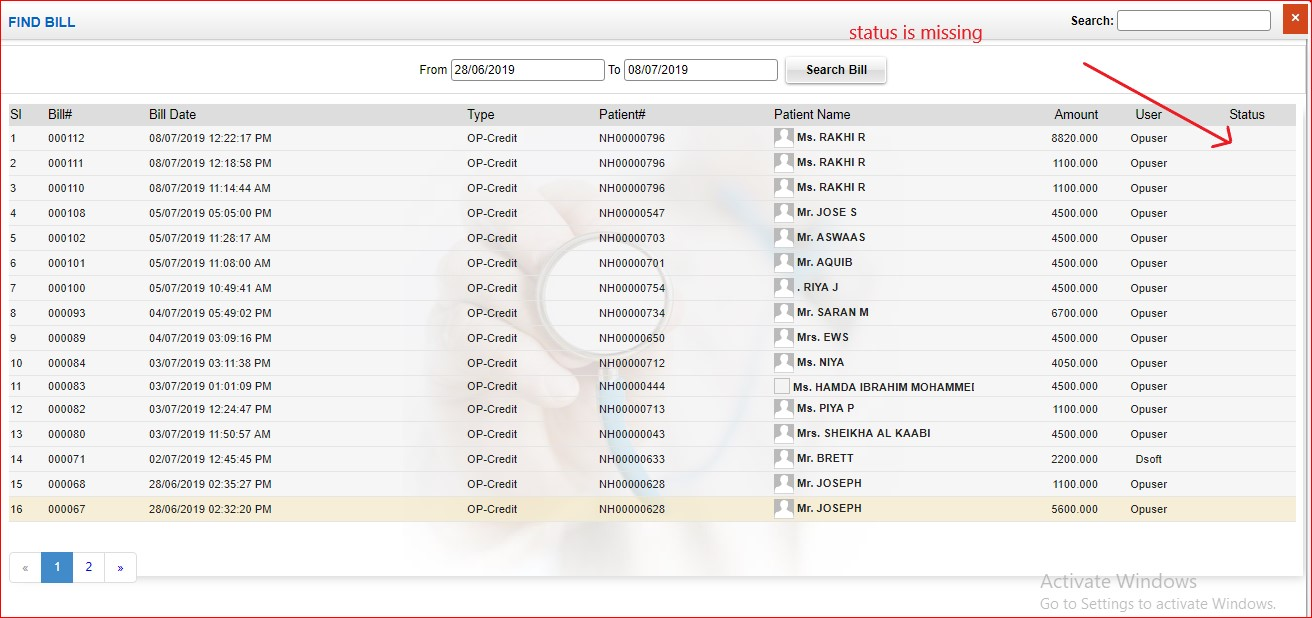 FIND BILL Search: ×
status is missing
From 28/06/2019 To 08/07/2019 Search Bill
Sl Bill# Bill Date Type Patient# Patient Name Amount User Status
1 000112 08/07/2019 12:22:17 PM OP-Credit NH00000796 Ms. RAKHI R 8820.000 Opuser
2 000111 08/07/2019 12:18:58 PM OP-Credit NH00000796 Ms. RAKHI R 1100.000 Opuser
3 000110 08/07/2019 11:14:44 AM OP-Credit NH00000796 Ms. RAKHI R 1100.000 Opuser
4 000108 05/07/2019 05:05:00 PM OP-Credit NH00000547 Mr. JOSE S 4500.000 Opuser
5 000102 05/07/2019 11:28:17 AM OP-Credit NH00000703 Mr. ASWAAS 4500.000 Opuser
6 000101 05/07/2019 11:08:00 AM OP-Credit NH00000701 Mr. AQUIB 4500.000 Opuser
7 000100 05/07/2019 10:49:41 AM OP-Credit NH00000754 . RIYA J 4500.000 Opuser
8 000093 04/07/2019 05:49:02 PM OP-Credit NH00000734 Mr. SARAN M 6700.000 Opuser
9 000089 04/07/2019 03:09:16 PM OP-Credit NH00000650 Mrs. EWS 4500.000 Opuser
10 000084 03/07/2019 03:11:38 PM OP-Credit NH00000712 Ms. NIYA 4050.000 Opuser
11 000083 03/07/2019 01:01:09 PM OP-Credit NH00000444 Ms. HAMDA IBRAHIM MOHAMMEI 4500.000 Opuser
12 000082 03/07/2019 12:24:47 PM OP-Credit NH00000713 Ms. PIYA P 1100.000 Opuser
13 000080 03/07/2019 11:50:57 AM OP-Credit NH00000043 Mrs. SHEIKHA AL KAABI 4500.000 Opuser
14 000071 02/07/2019 12:45:45 PM OP-Credit NH00000633 Mr. BRETT 2200.000 Dsoft
15 000068 28/06/2019 02:35:27 PM OP-Credit NH00000628 Mr. JOSEPH 1100.000 Opuser
16 000067 28/06/2019 02:32:20 PM OP-Credit NH00000628 Mr. JOSEPH 5600.000 Opuser
« 1 2 »
Activate Windows
Go to Settings to activate Windows.